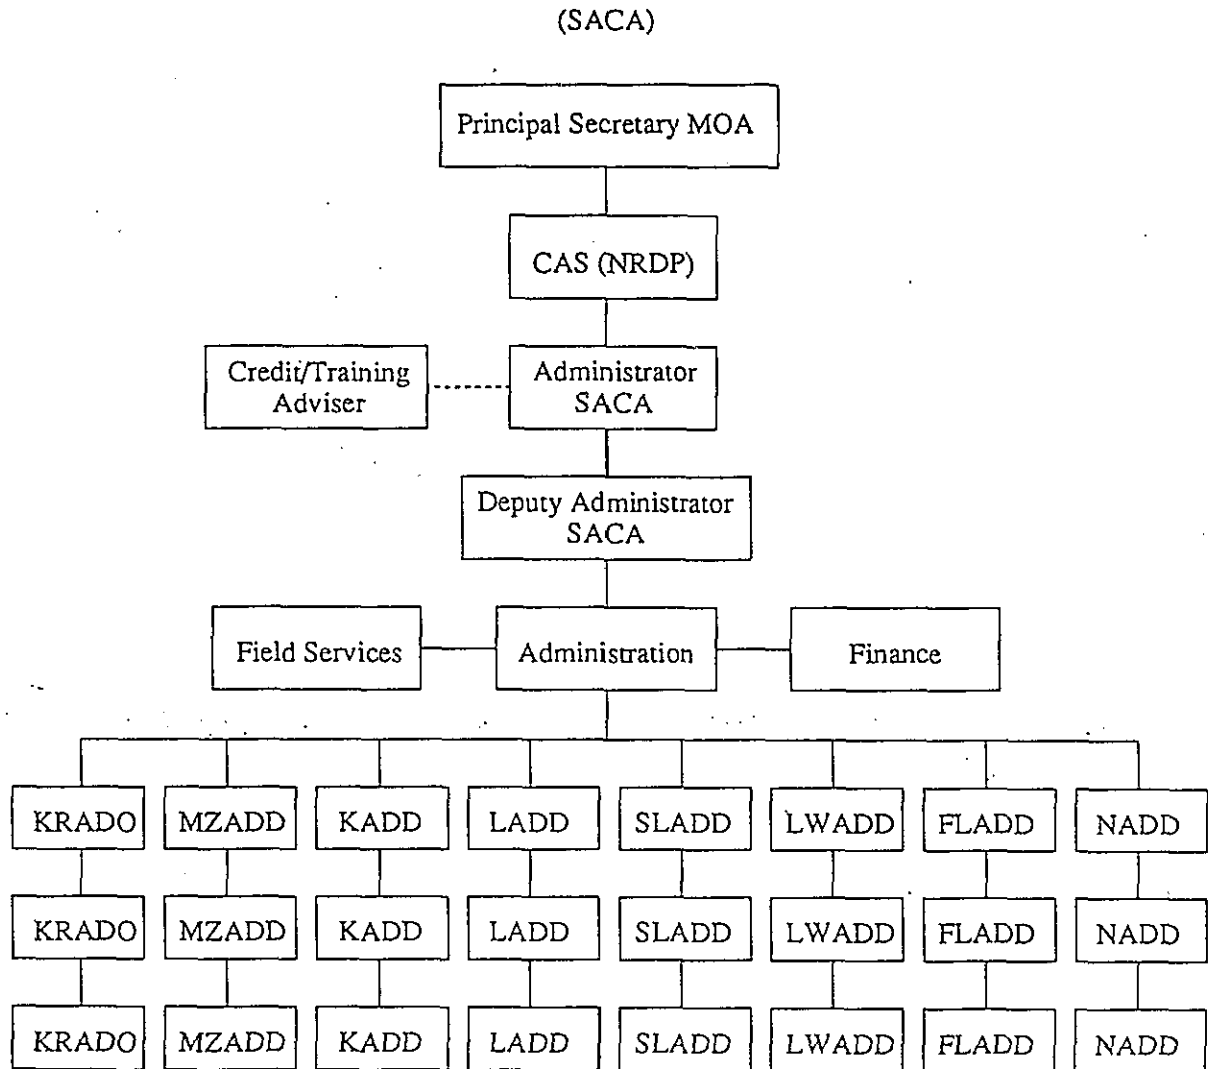 (SACA)
Principal Secretary MOA
CAS (NRDP)
Credit/Training
Adviser
Administrator
SACA
Deputy Administrator
SACA
Field Services
Administration
Finance
KRADO MZADD KADD LADD SLADD LWADD FLADD NADD
KRADO MZADD KADD LADD SLADD LWADD FLADD NADD
KRADO MZADD KADD LADD SLADD LWADD FLADD NADD